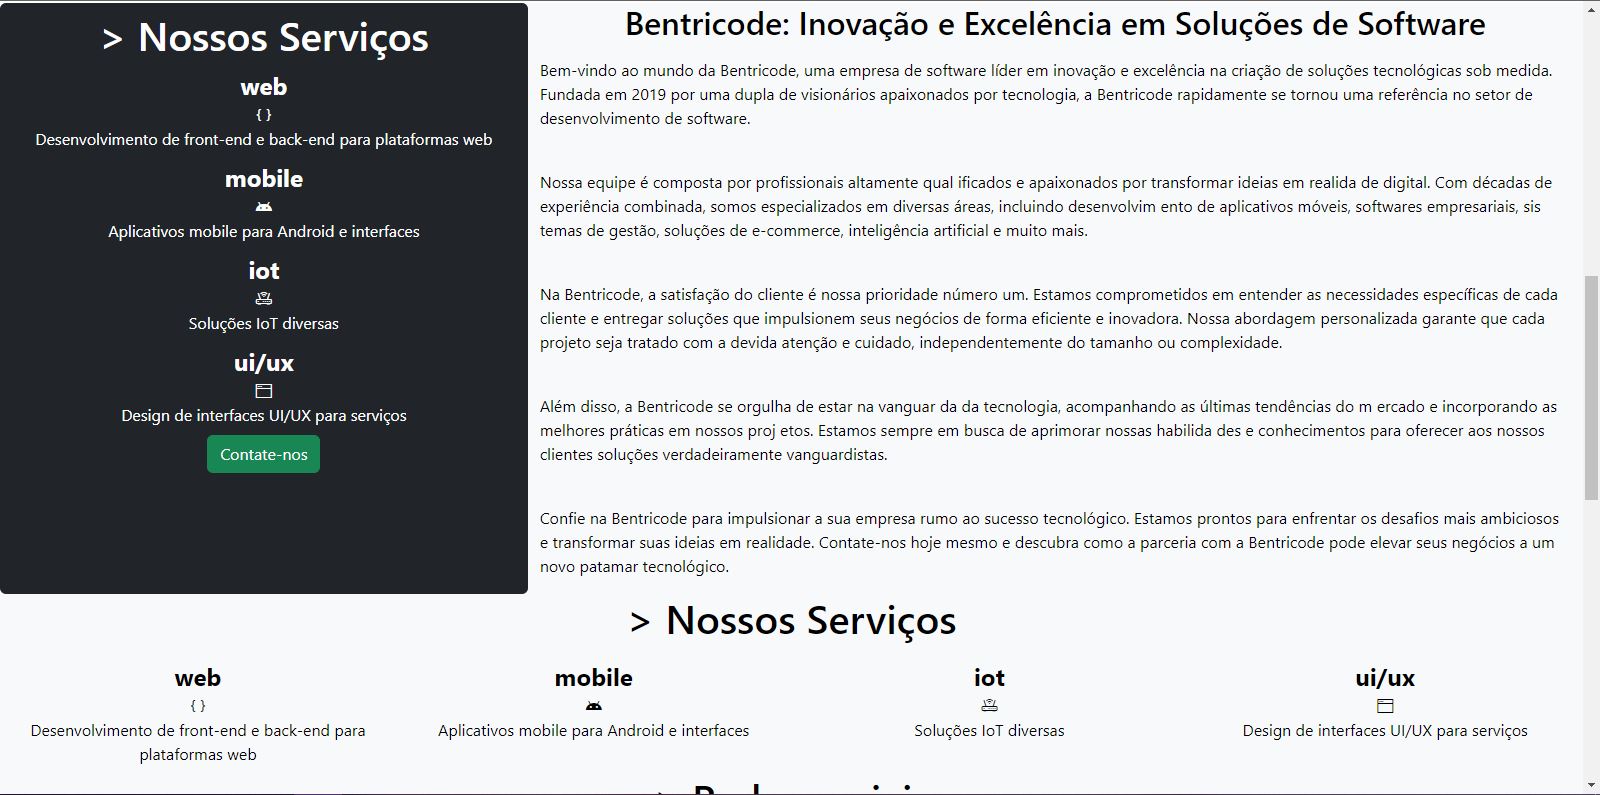 > Nossos Serviços
web
{ }
Desenvolvimento de front-end e back-end para plataformas web
mobile
Aplicativos mobile para Android e interfaces
iot
Soluções IoT diversas
ui/ux
Design de interfaces UI/UX para serviços
Contate-nos
Bentricode: Inovação e Excelência em Soluções de Software
Bem-vindo ao mundo da Bentricode, uma empresa de software líder em inovação e excelência na criação de soluções tecnológicas sob medida.
Fundada em 2019 por uma dupla de visionários apaixonados por tecnologia, a Bentricode rapidamente se tornou uma referência no setor de
desenvolvimento de software.
Nossa equipe é composta por profissionais altamente qual ificados e apaixonados por transformar ideias em realida de digital. Com décadas de
experiência combinada, somos especializados em diversas áreas, incluindo desenvolvim ento de aplicativos móveis, softwares empresariais, sis
temas de gestão, soluções de e-commerce, inteligência artificial e muito mais.
Na Bentricode, a satisfação do cliente é nossa prioridade número um. Estamos comprometidos em entender as necessidades específicas de cada
cliente e entregar soluções que impulsionem seus negócios de forma eficiente e inovadora. Nossa abordagem personalizada garante que cada
projeto seja tratado com a devida atenção e cuidado, independentemente do tamanho ou complexidade.
Além disso, a Bentricode se orgulha de estar na vanguar da da tecnologia, acompanhando as últimas tendências do m ercado e incorporando as
melhores práticas em nossos proj etos. Estamos sempre em busca de aprimorar nossas habilida des e conhecimentos para oferecer aos nossos
clientes soluções verdadeiramente vanguardistas.
Confie na Bentricode para impulsionar a sua empresa rumo ao sucesso tecnológico. Estamos prontos para enfrentar os desafios mais ambiciosos
e transformar suas ideias em realidade. Contate-nos hoje mesmo e descubra como a parceria com a Bentricode pode elevar seus negócios a um
novo patamar tecnológico.
> Nossos Serviços
web
{ }
Desenvolvimento de front-end e back-end para
plataformas web
mobile
Aplicativos mobile para Android e interfaces
iot
Soluções IoT diversas
ui/ux
Design de interfaces UI/UX para serviços